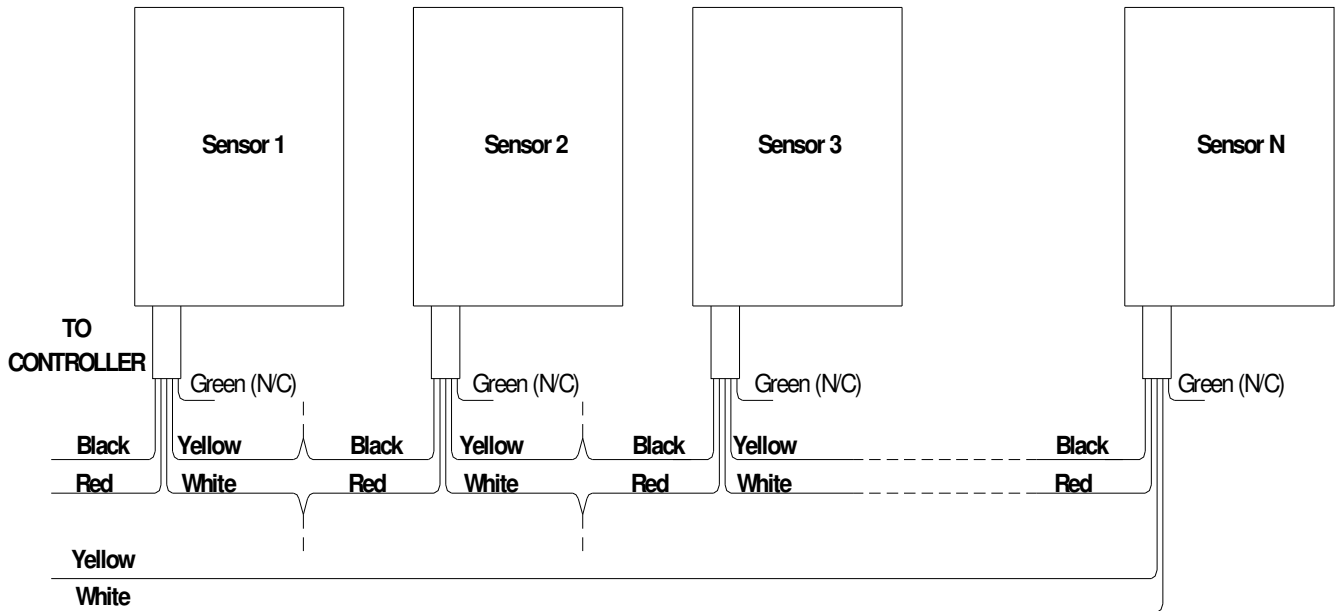 Sensor 1
Sensor 2
Sensor 3
Sensor N
TO
CONTROLLER
Green (N/C)
Green (N/C)
Green (N/C)
Green (N/C)
Black
Yellow
Black
Yellow
Black
Yellow
Black
Red
White
Red
White
Red
White
Red
Yellow
White